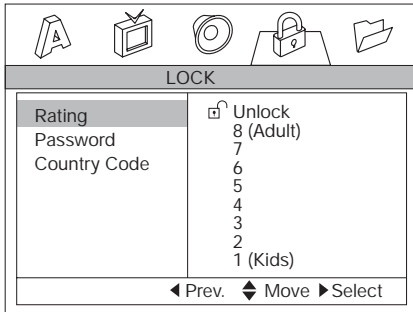 LOCK
Rating
Password
Country Code
Unlock
8 (Adult)
7
6
5
4
3
2
1 (Kids)
◀ Prev. ◆ Move ▶ Select